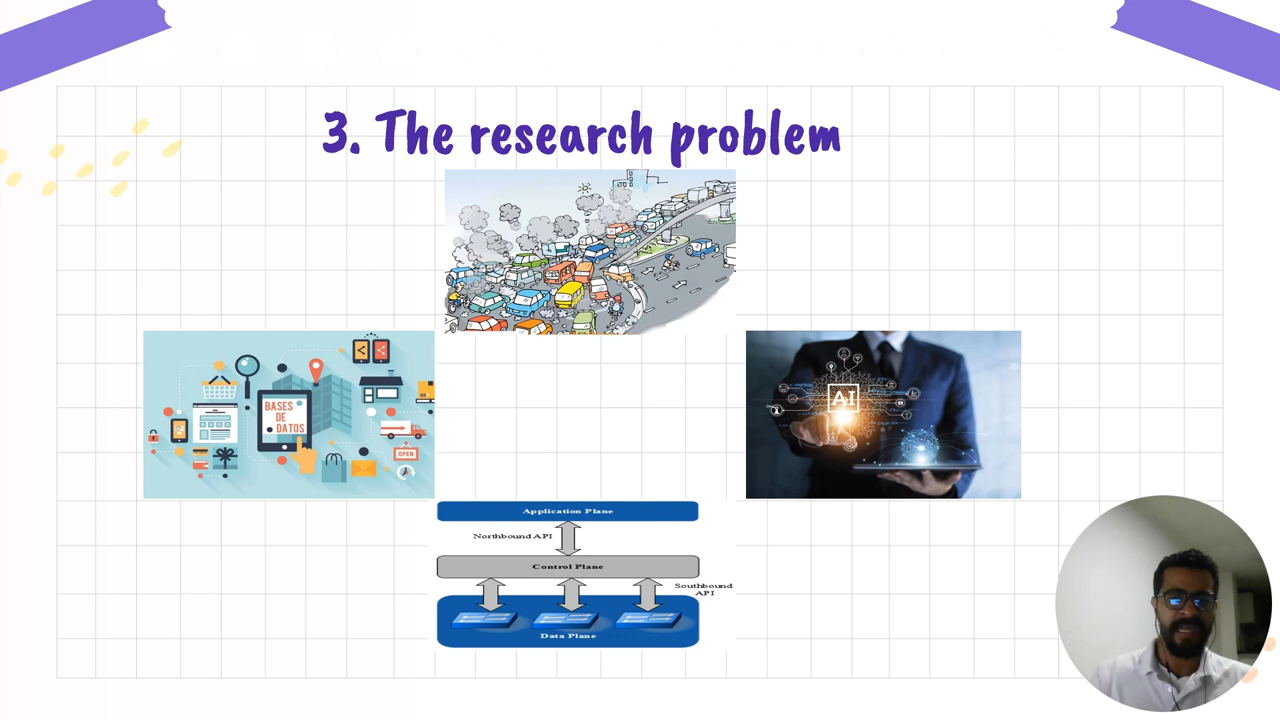 3. The research problem
BASES
DE
DATOS
OPEN
AI
Application Plane
Northbound API
Control Plane
Southbound
API
Data Plane